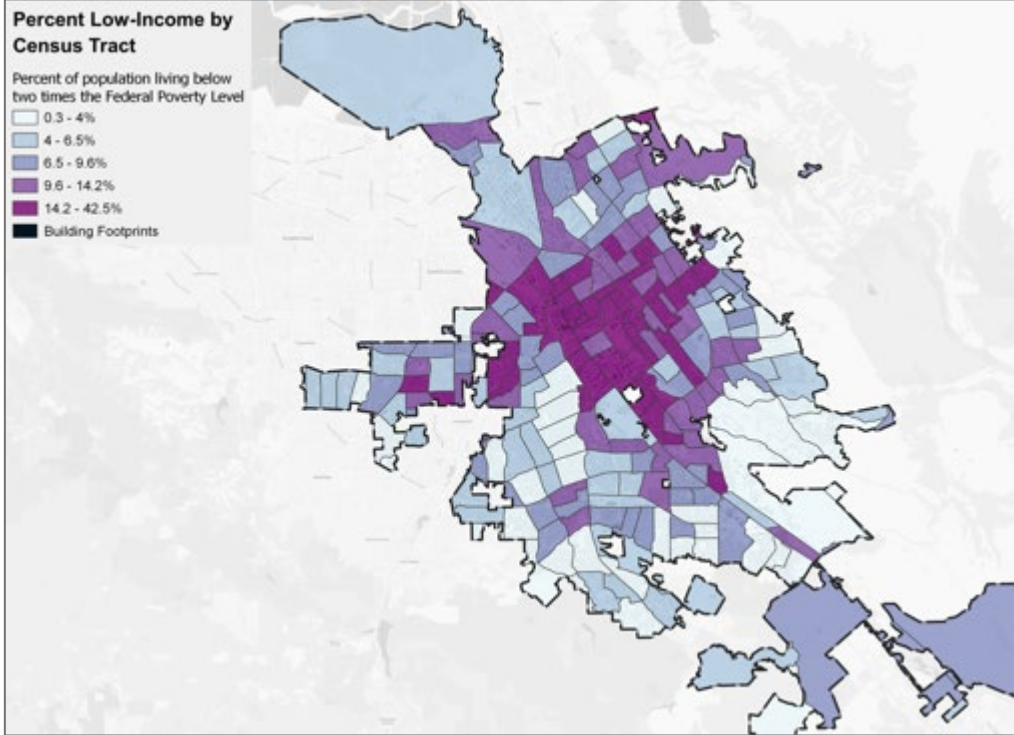 Percent Low-Income by
Census Tract
Percent of population living below
two times the Federal Poverty Level
0.3 - 4%
4 - 6.5%
6.5 - 9.6%
9.6 - 14.2%
14.2 - 42.5%
Building Footprints